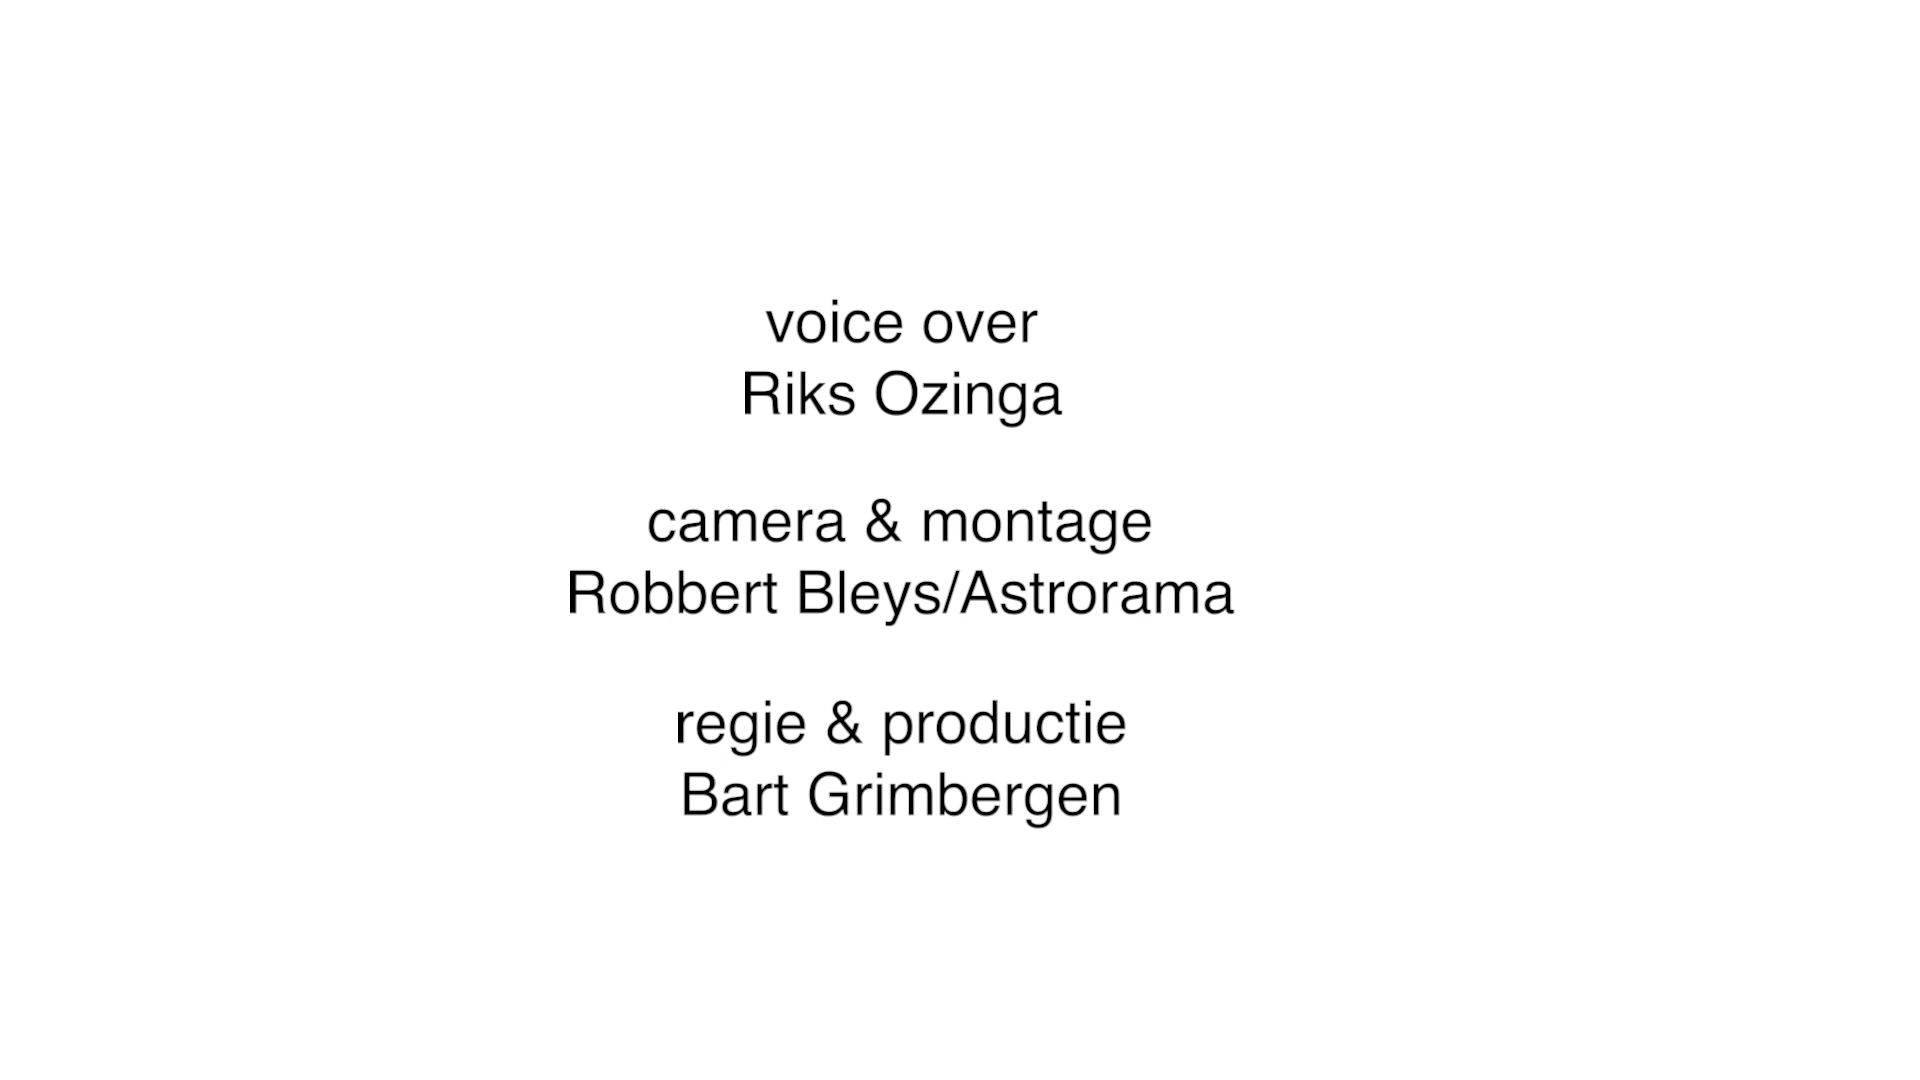 voice over
Riks Ozinga
camera & montage
Robbert Bleys/Astrorama
regie & productie
Bart Grimbergen